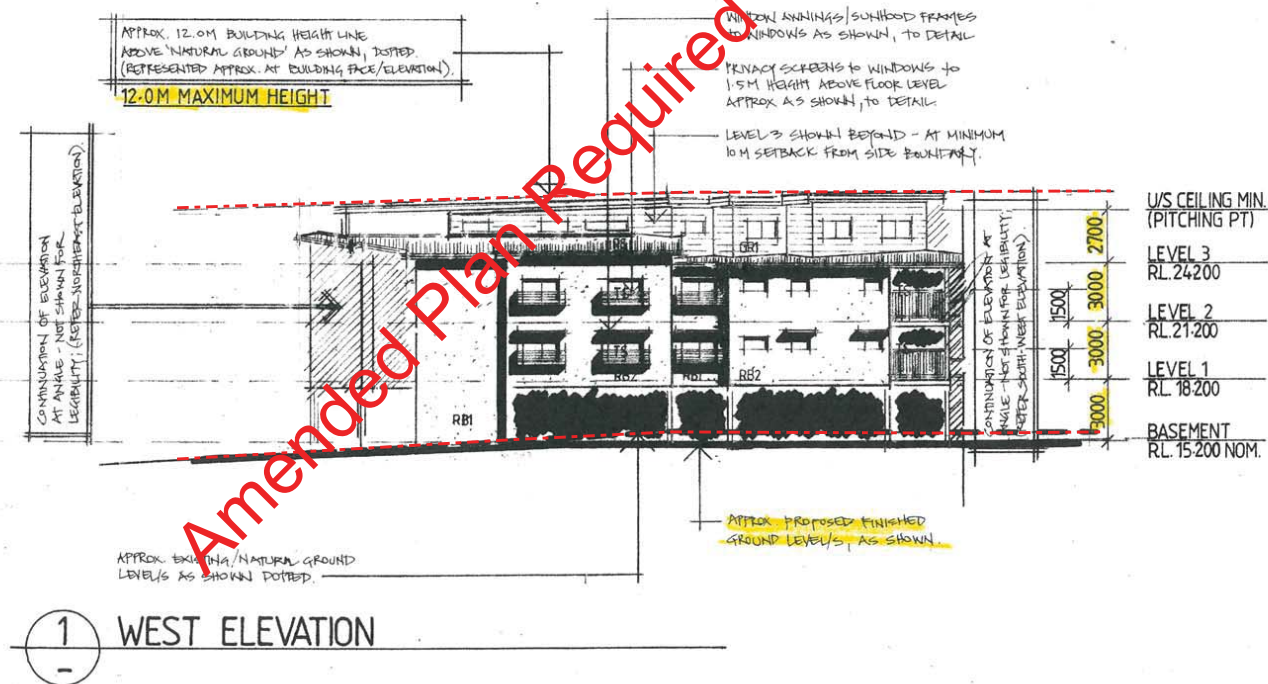 APPROX. 12.0M BUILDING HEIGHT LINE
ABOVE 'NATURAL GROUND' AS SHOWN, DOTTED.
(REPRESENTED APPROX. AT BUILDING FACE/ELEVATION).
12.0M MAXIMUM HEIGHT
WINDOW AWNINGS/SUNHOOD FRAMES
TO WINDOWS AS SHOWN, TO DETAIL
PRIVACY SCREENS TO WINDOWS TO
1.5M HEIGHT ABOVE FLOOR LEVEL
APPROX AS SHOWN, TO DETAIL.
LEVEL 3 SHOWN BEYOND - AT MINIMUM
10M SETBACK FROM SIDE BOUNDARY.
Amended Plan Required
CONTINUATION OF ELEVATION
AT ANGLE - NOT SHOWN FOR
LEGIBILITY; (REFER NORTHEAST ELEVATION).
RS1
GR1
TS
TS
RB2
RB1
RB2
RB1
CONTINUATION OF ELEVATION AT
ANGLE - NOT SHOWN FOR LEGIBILITY;
(REFER SOUTH-WEST ELEVATION).
1500
1500
2700
3000
3000
3000
U/S CEILING MIN.
(PITCHING PT)
LEVEL 3
RL.24200
LEVEL 2
RL.21-200
LEVEL 1
R.L. 18-200
BASEMENT
R.L. 15-200 NOM.
APPROX PROPOSED FINISHED
GROUND LEVEL/S, AS SHOWN.
APPROX EXISTING/NATURAL GROUND
LEVEL/S AS SHOWN DOTTED.
1
-
WEST ELEVATION